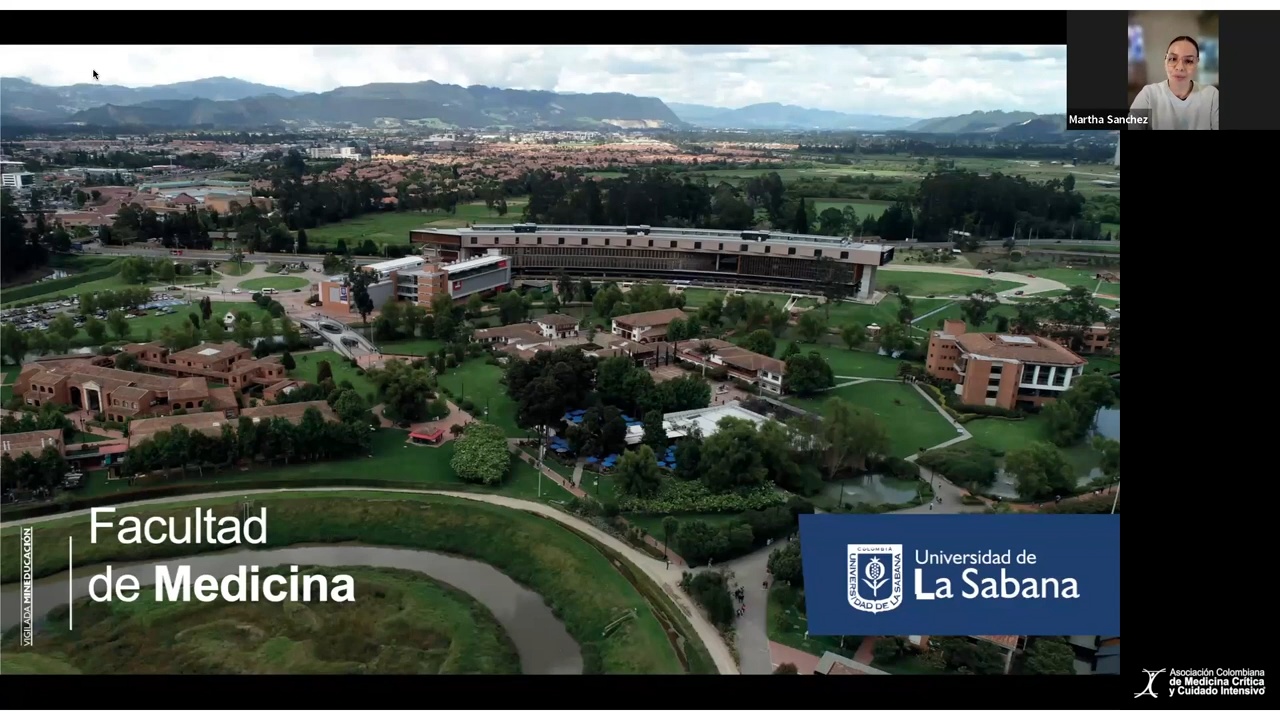 Martha Sanchez
Facultad
de Medicina
VIGILADA MINEDUCACIÓN
COLOMBIA
UNIVERSIDAD DE LA SABANA
Universidad de
La Sabana
Asociación Colombiana
de Medicina Crítica
y Cuidado Intensivo